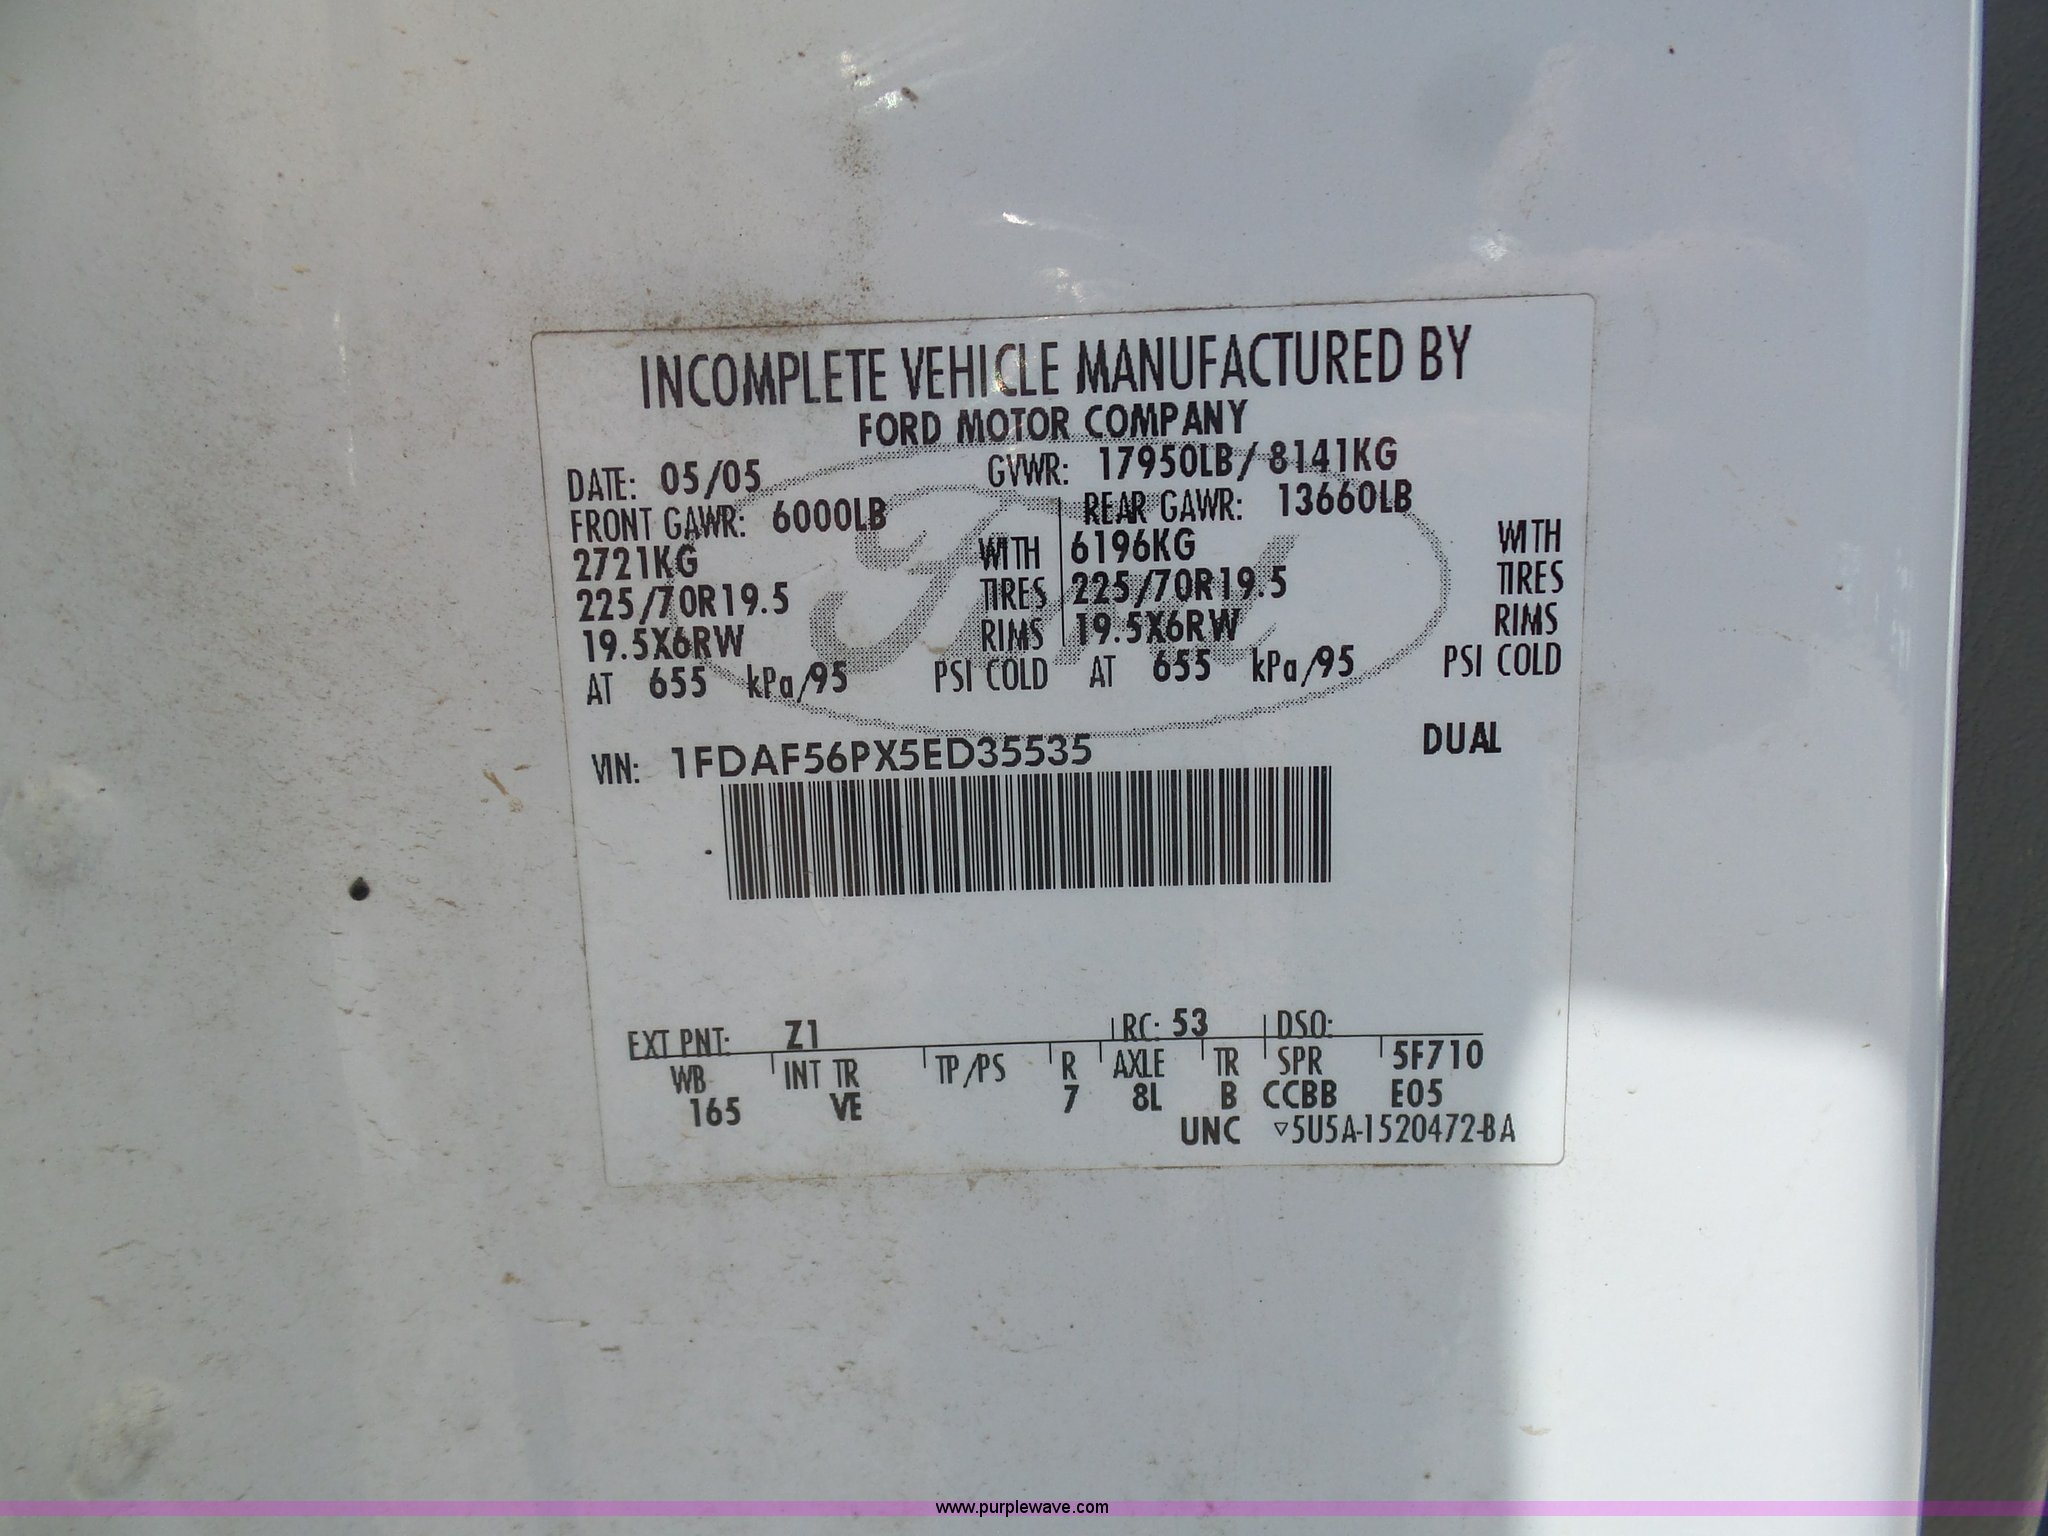 INCOMPLETE VEHICLE MANUFACTURED BY
FORD MOTOR COMPANY
DATE: 05/05 GVWR: 17950LB/ 8141KG
FRONT GAWR: 6000LB REAR GAWR: 13660LB
2721KG WITH 6196KG WITH
225/70R19.5 TIRES 225/70R19.5 TIRES
19.5X6RW RIMS 19.5X6RW RIMS
AT 655 kPa/95 PSI COLD AT 655 kPa/95 PSI COLD
VIN: 1FDAF56PX5ED35535 DUAL
EXT PNT: Z1 RC: 53 DSO:
WB INT TR TP/PS R AXLE TR SPR 5F710
165 VE 7 8L B CCBB E05
UNC ▽5U5A-1520472-BA
Ford
www.purplewave.com